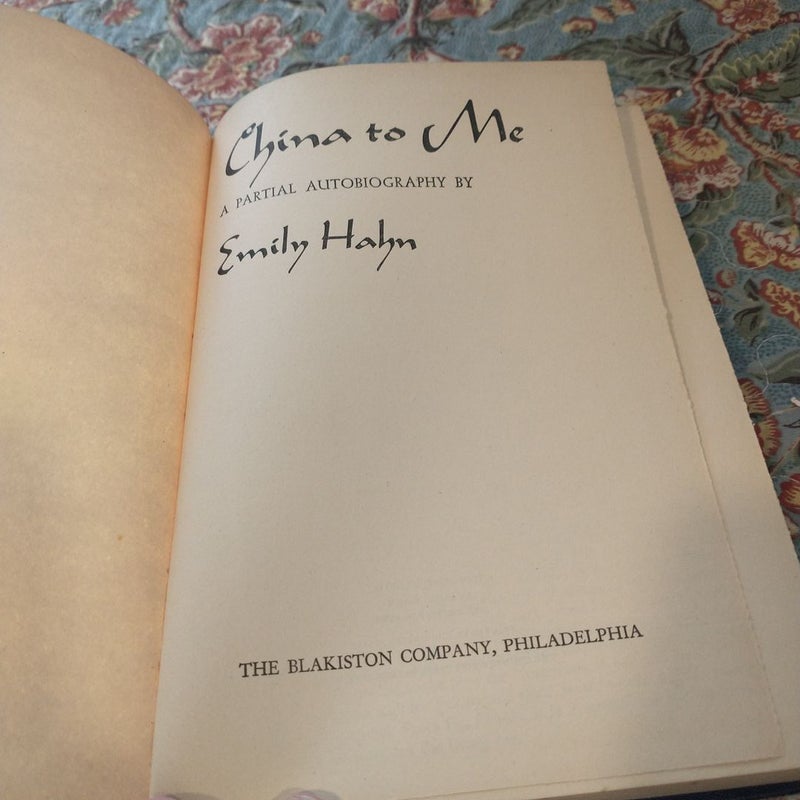 China to Me
A PARTIAL AUTOBIOGRAPHY BY
Emily Hahn
THE BLAKISTON COMPANY, PHILADELPHIA